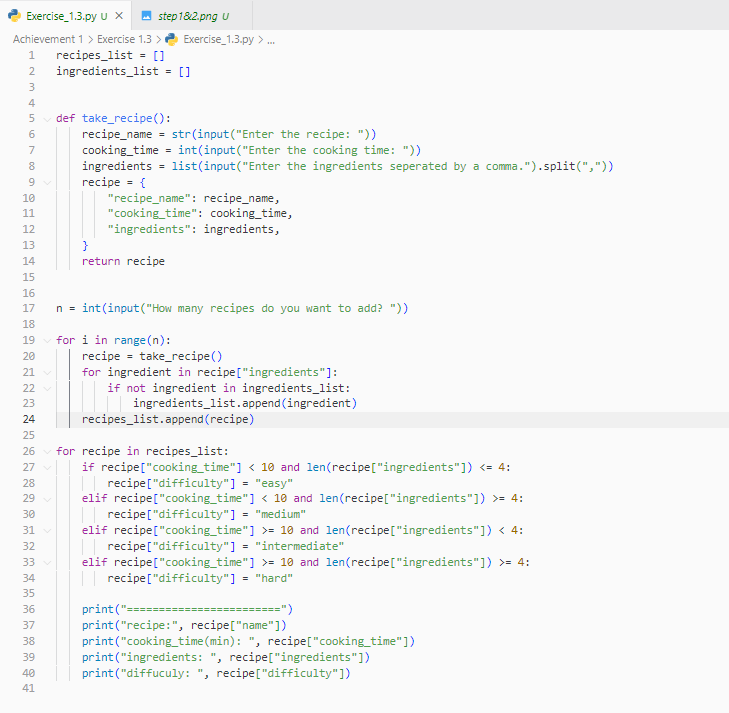 Exercise_1.3.py U × step1&2.png U
Achievement 1 > Exercise 1.3 > Exercise_1.3.py > ...
1 recipes_list = []
2 ingredients_list = []
3
4
5 def take_recipe():
6     recipe_name = str(input("Enter the recipe: "))
7     cooking_time = int(input("Enter the cooking time: "))
8     ingredients = list(input("Enter the ingredients seperated by a comma.").split(","))
9     recipe = {
10         "recipe_name": recipe_name,
11         "cooking_time": cooking_time,
12         "ingredients": ingredients,
13     }
14     return recipe
15
16
17 n = int(input("How many recipes do you want to add? "))
18
19 for i in range(n):
20     recipe = take_recipe()
21     for ingredient in recipe["ingredients"]:
22         if not ingredient in ingredients_list:
23             ingredients_list.append(ingredient)
24     recipes_list.append(recipe)
25
26 for recipe in recipes_list:
27     if recipe["cooking_time"] < 10 and len(recipe["ingredients"]) <= 4:
28         recipe["difficulty"] = "easy"
29     elif recipe["cooking_time"] < 10 and len(recipe["ingredients"]) >= 4:
30         recipe["difficulty"] = "medium"
31     elif recipe["cooking_time"] >= 10 and len(recipe["ingredients"]) < 4:
32         recipe["difficulty"] = "intermediate"
33     elif recipe["cooking_time"] >= 10 and len(recipe["ingredients"]) >= 4:
34         recipe["difficulty"] = "hard"
35
36     print("========================")
37     print("recipe:", recipe["name"])
38     print("cooking_time(min): ", recipe["cooking_time"])
39     print("ingredients: ", recipe["ingredients"])
40     print("diffuculy: ", recipe["difficulty"])
41